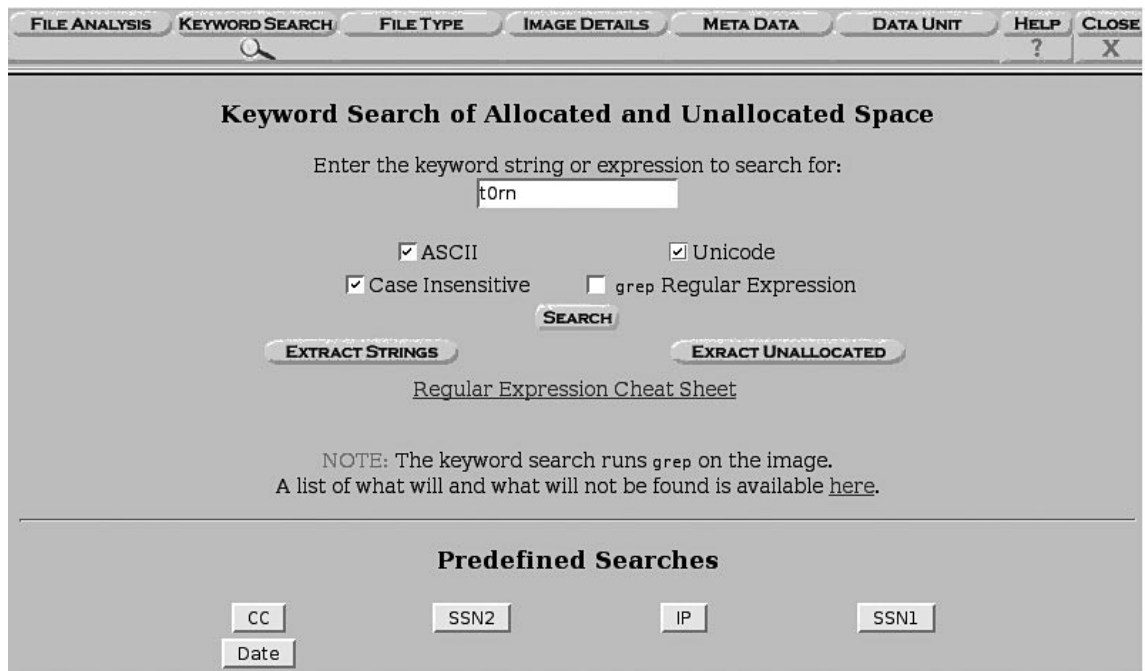 FILE ANALYSIS KEYWORD SEARCH FILE TYPE IMAGE DETAILS META DATA DATA UNIT HELP CLOSE
? X
Keyword Search of Allocated and Unallocated Space
Enter the keyword string or expression to search for:
t0rn
ASCII Unicode
Case Insensitive grep Regular Expression
SEARCH
EXTRACT STRINGS EXRACT UNALLOCATED
Regular Expression Cheat Sheet
NOTE: The keyword search runs grep on the image.
A list of what will and what will not be found is available here.
Predefined Searches
CC SSN2 IP SSN1
Date